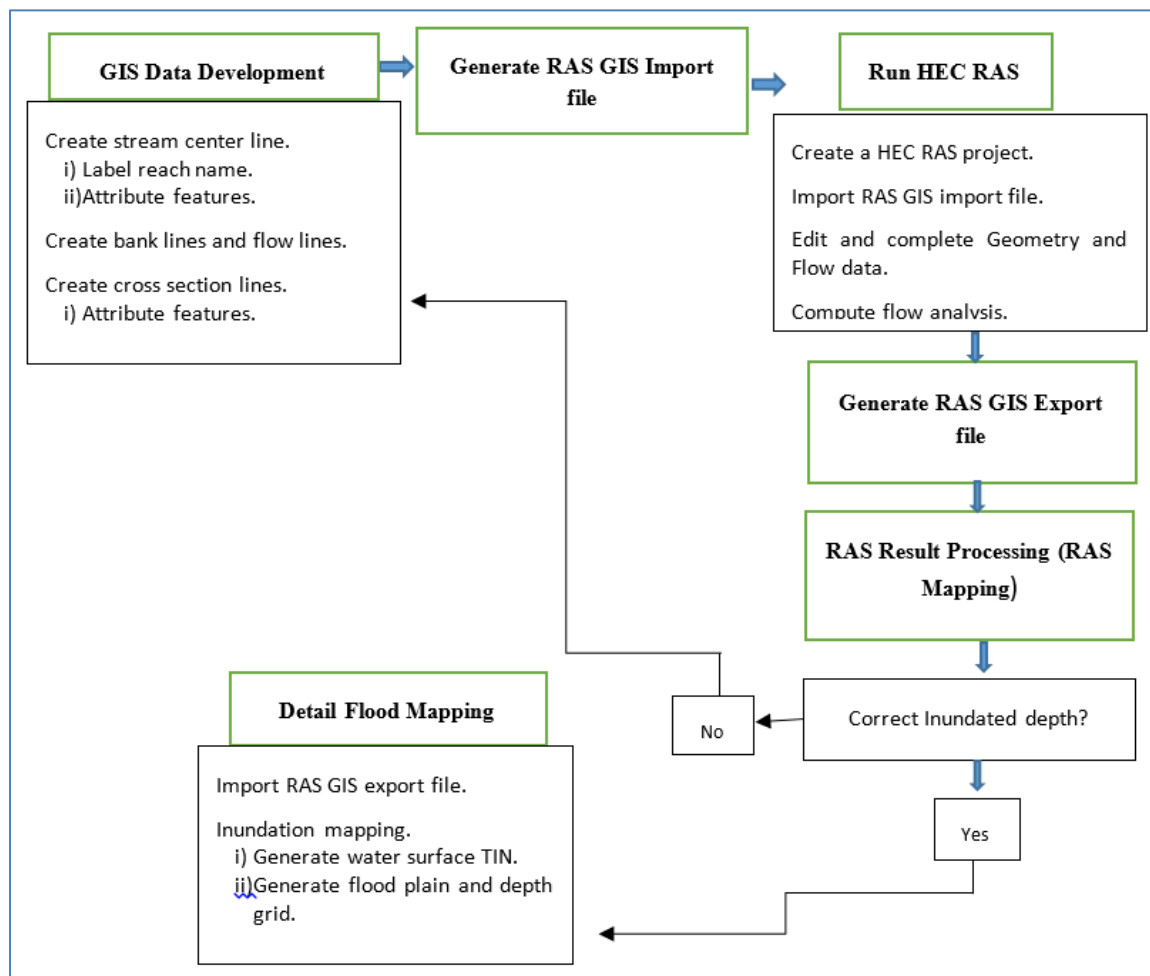 GIS Data Development
Create stream center line.
i) Label reach name.
ii)Attribute features.
Create bank lines and flow lines.
Create cross section lines.
i) Attribute features.
Generate RAS GIS Import
file
Run HEC RAS
Create a HEC RAS project.
Import RAS GIS import file.
Edit and complete Geometry and
Flow data.
Compute flow analysis.
Generate RAS GIS Export
file
RAS Result Processing (RAS
Mapping)
Correct Inundated depth?
No
Yes
Detail Flood Mapping
Import RAS GIS export file.
Inundation mapping.
i) Generate water surface TIN.
ii)Generate flood plain and depth
grid.